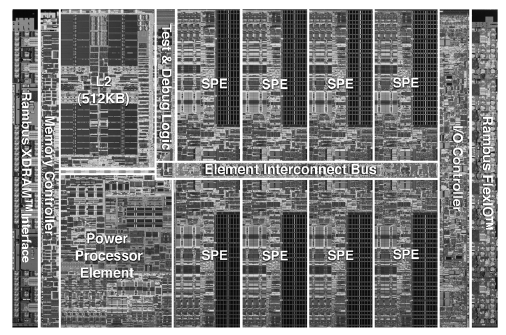 Rambus XDRAM™ Interface
Memory Controller
L2
(512KB)
Test & Debug Logic
SPE
SPE
SPE
SPE
I/O Controller
Rambus FlexIO™
Element Interconnect Bus
Power
Processor
Element
SPE
SPE
SPE
SPE